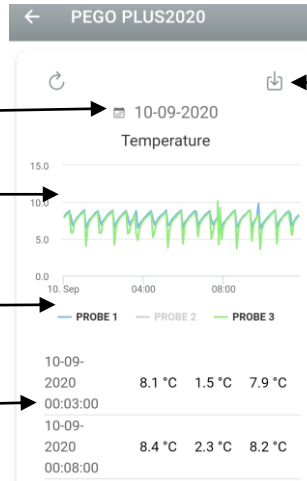 PEGO PLUS2020
10-09-2020
Temperature
15.0
10.0
5.0
0.0
10. Sep 04:00 08:00
PROBE 1 PROBE 2 PROBE 3
10-09-
2020 8.1 °C 1.5 °C 7.9 °C
00:03:00
10-09-
2020 8.4 °C 2.3 °C 8.2 °C
00:08:00